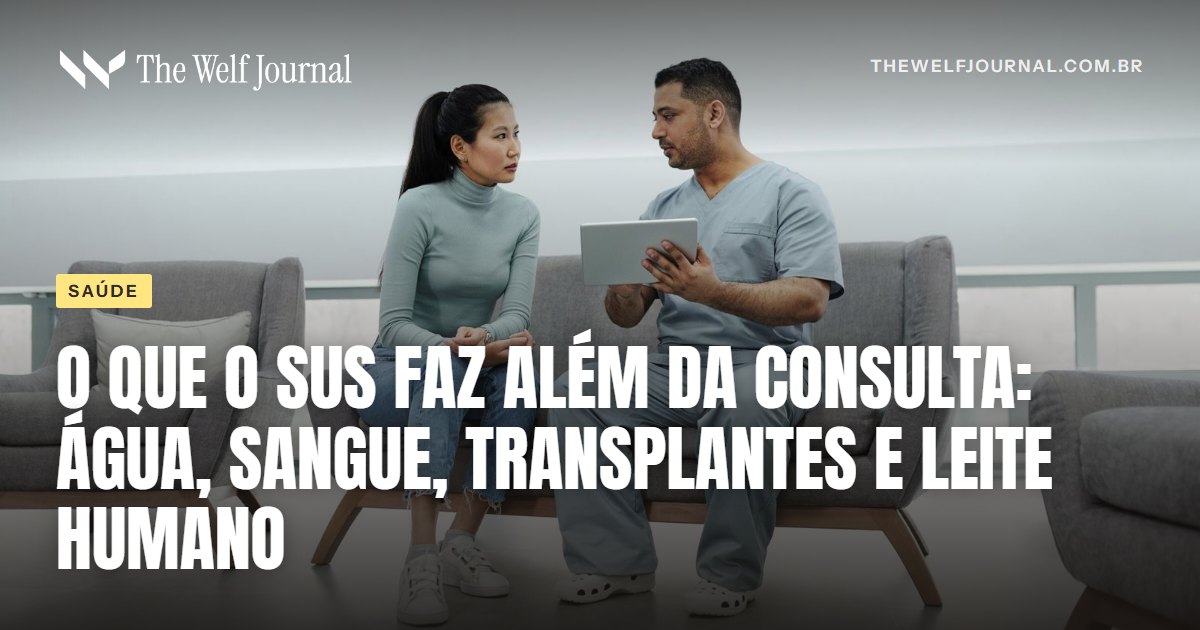 The Welf Journal
THEWELFJOURNAL.COM.BR
SAÚDE
O QUE O SUS FAZ ALÉM DA CONSULTA:
ÁGUA, SANGUE, TRANSPLANTES E LEITE
HUMANO